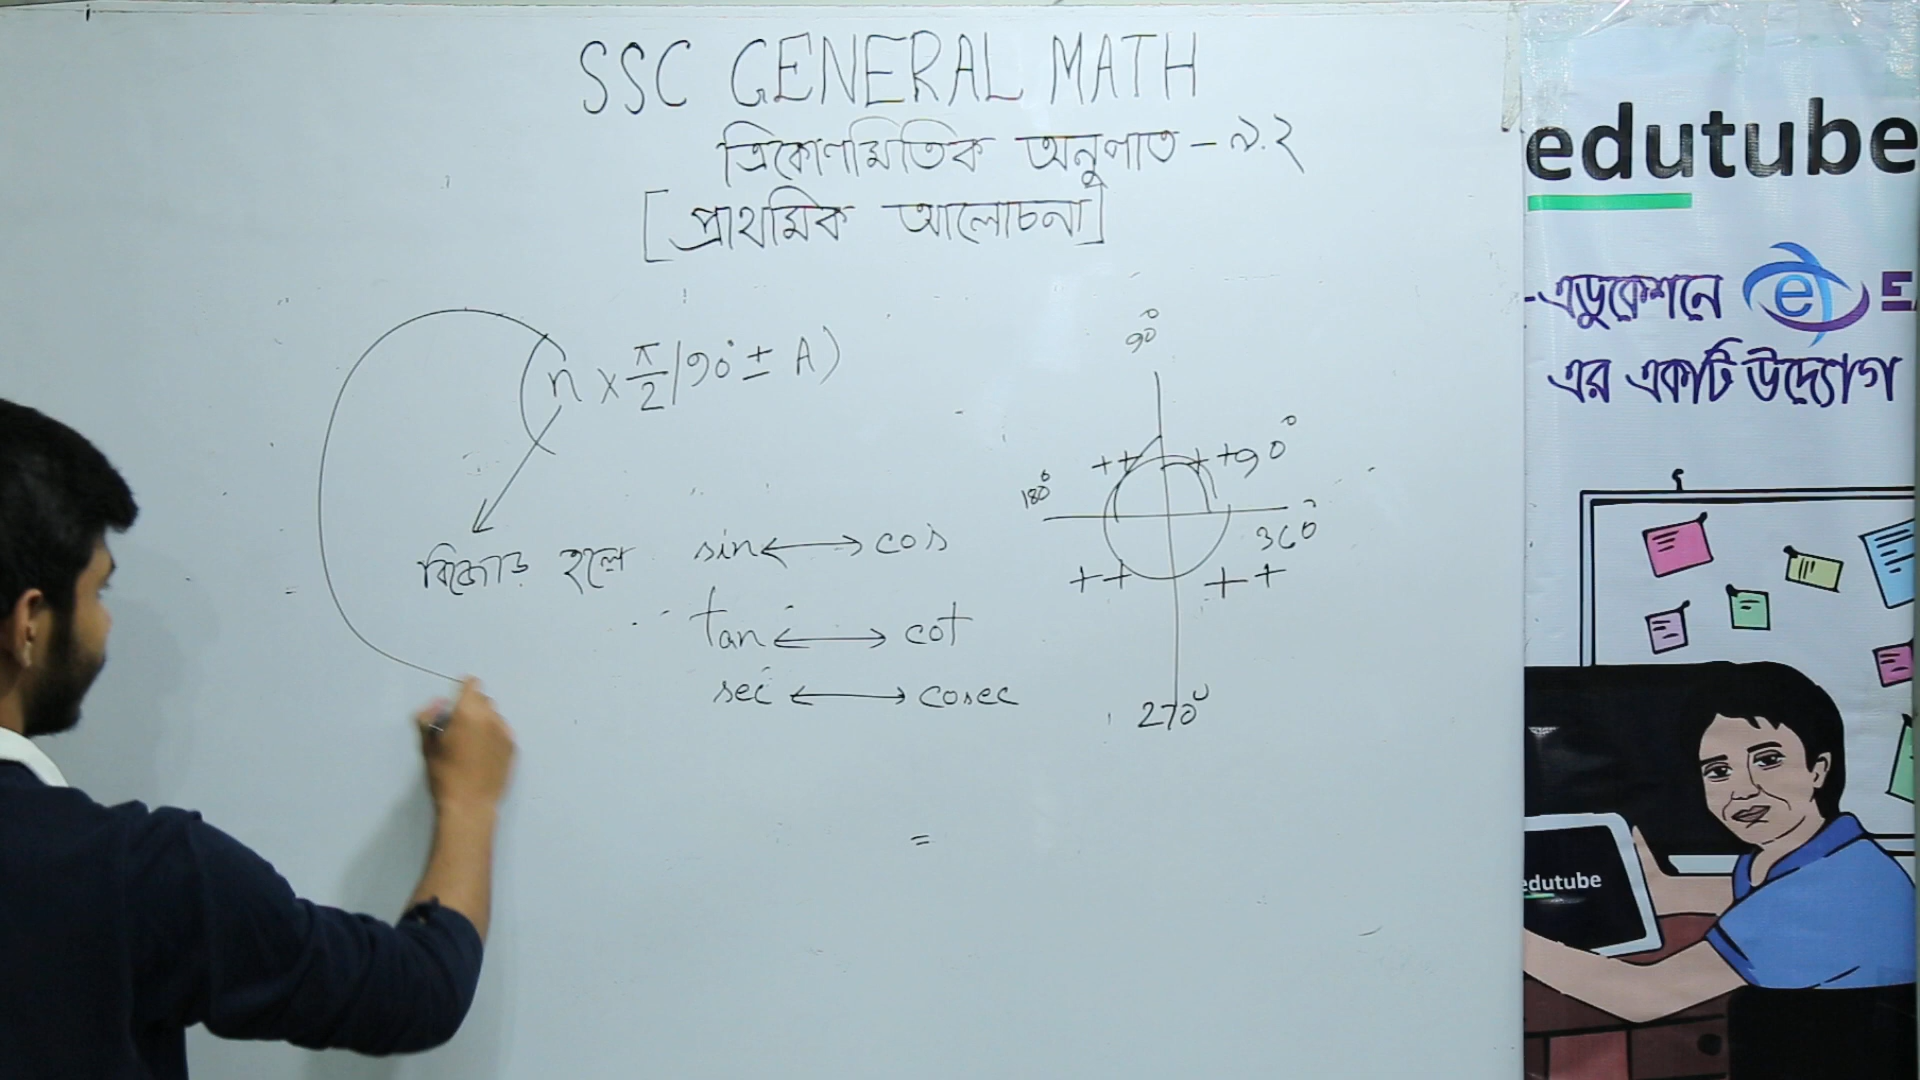 SSC GENERAL MATH
ত্রিকোণমিতিক অনুপাত - ৯.২
[প্রাথমিক আলোচনা]
(n × π/2 / 90° ± A)
বিজোড় হলে
sin ↔ cos
tan ↔ cot
sec ↔ cosec
=
90°
++ ++90°
180°
360°
++ ++
270°
edutube
-এডুকেশনে e E
এর একটি উদ্যোগ
edutube